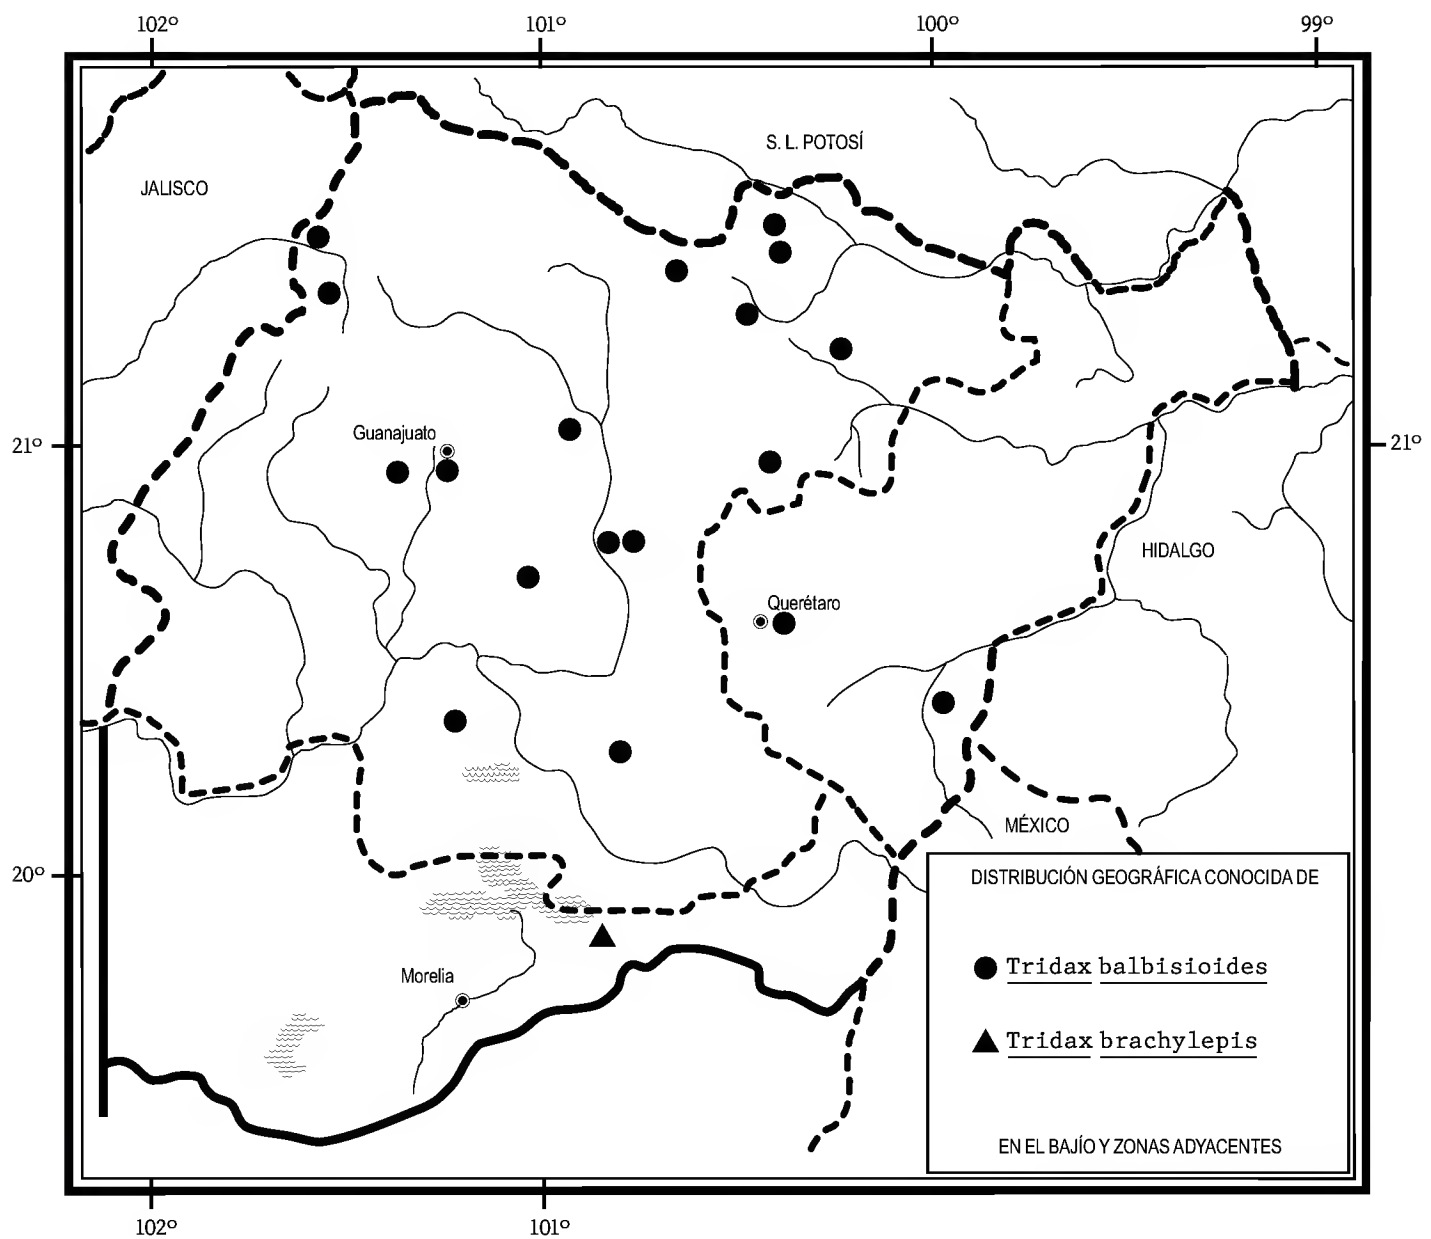 102º 101º 100º 99º
S. L. POTOSÍ
JALISCO
Guanajuato
21º 21º
HIDALGO
Querétaro
MÉXICO
20º
DISTRIBUCIÓN GEOGRÁFICA CONOCIDA DE
Tridax balbisioides
Morelia
Tridax brachylepis
EN EL BAJÍO Y ZONAS ADYACENTES
102º 101º